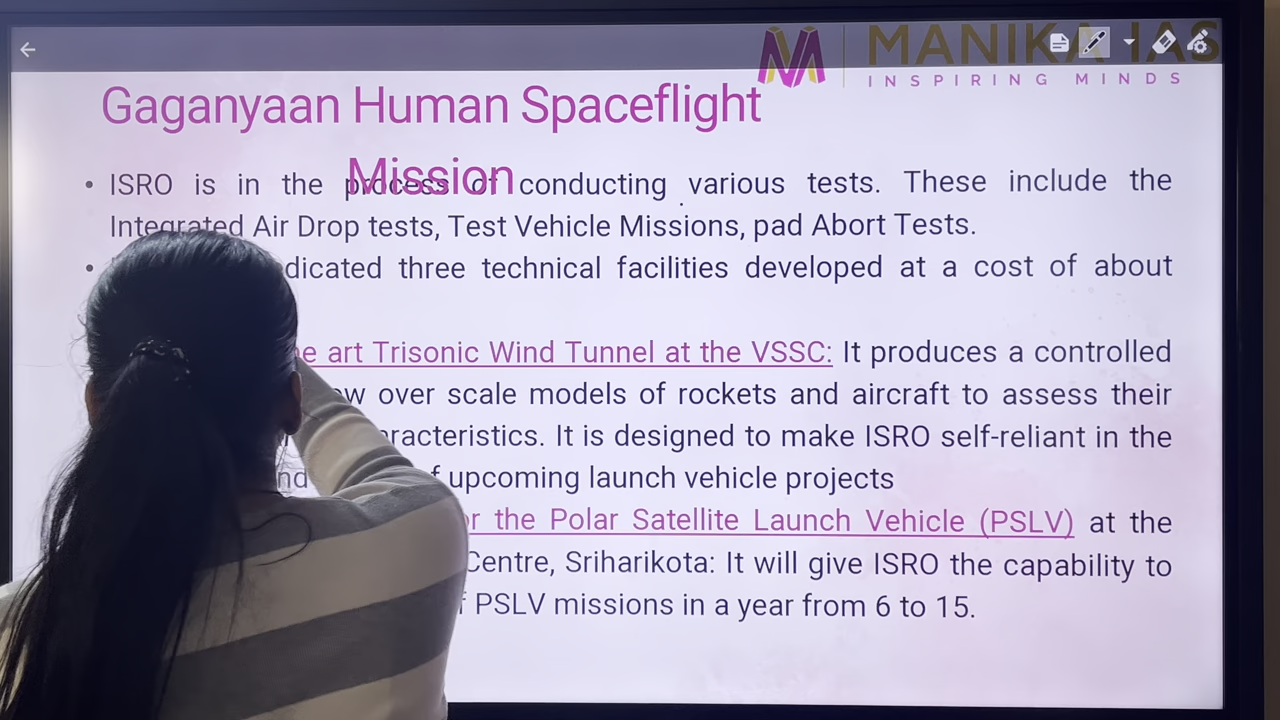 MANIKA IAS
INSPIRING MINDS
Gaganyaan Human Spaceflight
Mission
• ISRO is in the process of conducting various tests. These include the
Integrated Air Drop tests, Test Vehicle Missions, pad Abort Tests.
• three technical facilities developed at a cost of about
art Trisonic Wind Tunnel at the VSSC: It produces a controlled
over scale models of rockets and aircraft to assess their
It is designed to make ISRO self-reliant in the
upcoming launch vehicle projects
the Polar Satellite Launch Vehicle (PSLV) at the
Centre, Sriharikota: It will give ISRO the capability to
PSLV missions in a year from 6 to 15.